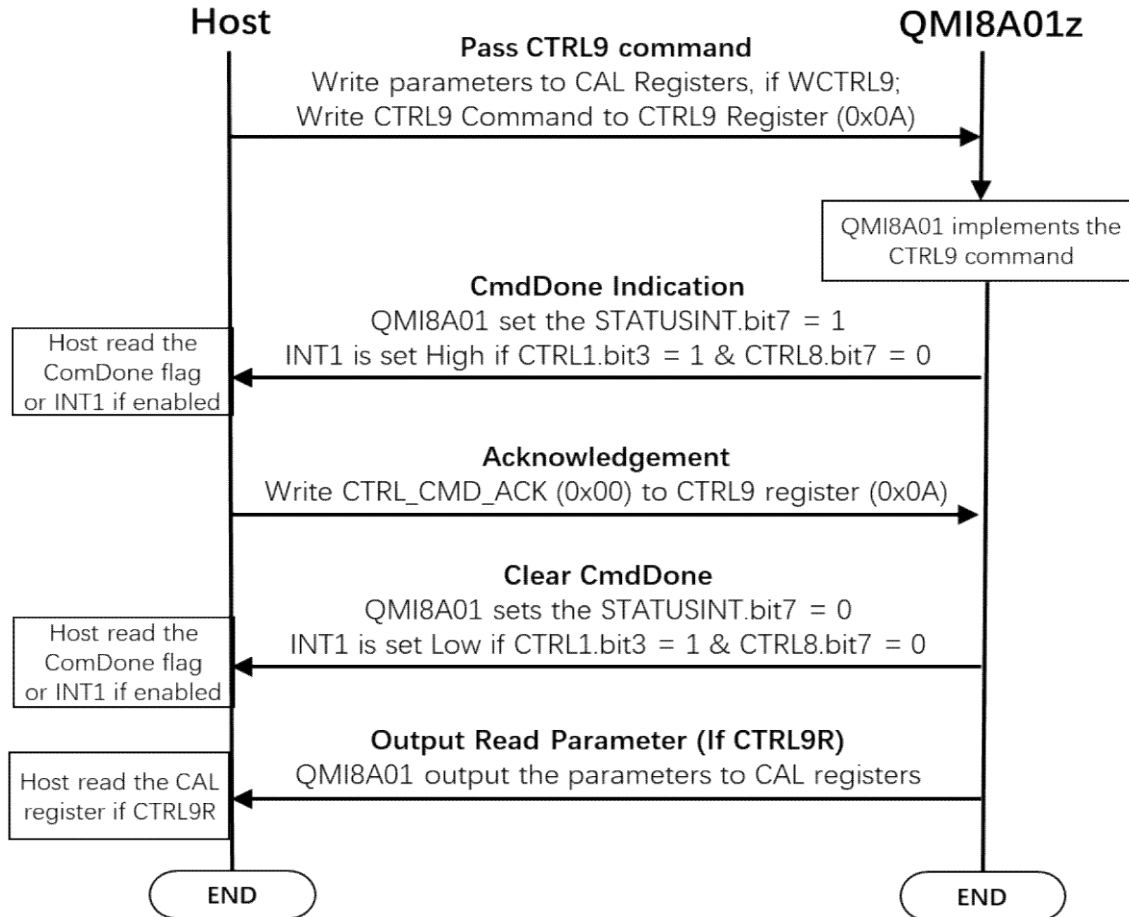 Host
QMI8A01z
Pass CTRL9 command
Write parameters to CAL Registers, if WCTRL9;
Write CTRL9 Command to CTRL9 Register (0x0A)
QMI8A01 implements the
CTRL9 command
CmdDone Indication
QMI8A01 set the STATUSINT.bit7 = 1
INT1 is set High if CTRL1.bit3 = 1 & CTRL8.bit7 = 0
Host read the
ComDone flag
or INT1 if enabled
Acknowledgement
Write CTRL_CMD_ACK (0x00) to CTRL9 register (0x0A)
Clear CmdDone
QMI8A01 sets the STATUSINT.bit7 = 0
INT1 is set Low if CTRL1.bit3 = 1 & CTRL8.bit7 = 0
Host read the
ComDone flag
or INT1 if enabled
Output Read Parameter (If CTRL9R)
QMI8A01 output the parameters to CAL registers
Host read the CAL
register if CTRL9R
END
END